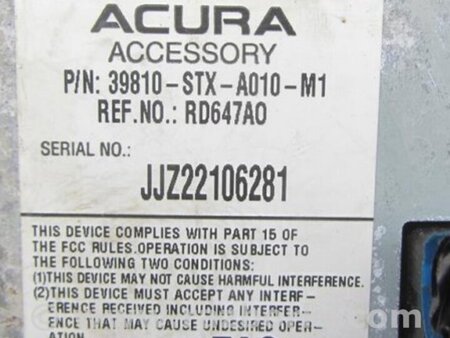 ACURA
ACCESSORY
P/N: 39810-STX-A010-M1
REF.NO.: RD647AO
SERIAL NO.:
JJZ22106281
THIS DEVICE COMPLIES WITH PART 15 OF
THE FCC RULES.OPERATION IS SUBJECT TO
THE FOLLOWING TWO CONDITIONS:
(1)THIS DEVICE MAY NOT CAUSE HARMFUL INTERFERENCE.
(2)THIS DEVICE MUST ACCEPT ANY INTERF-
ERENCE RECEIVED INCLUDING INTERFER-
ENCE THAT MAY CAUSE UNDESIRED OPER-
ATION